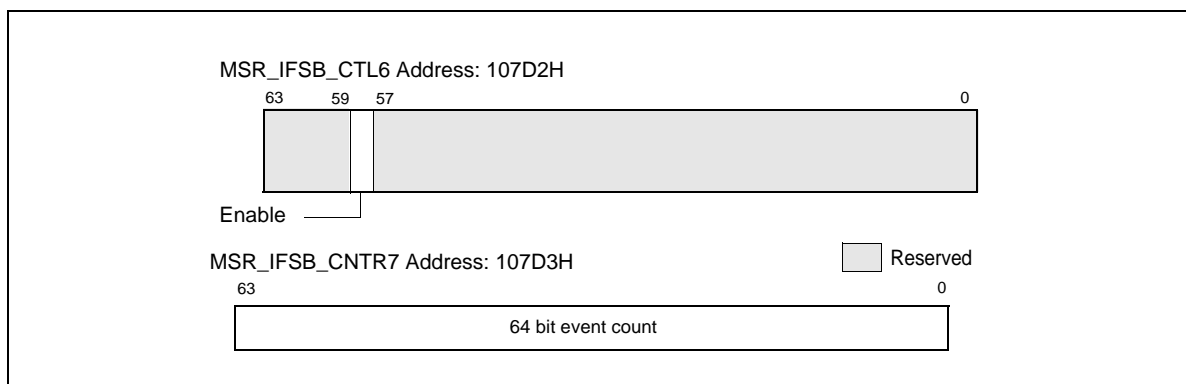 MSR_IFSB_CTL6 Address: 107D2H
63 59 57 0
Enable
MSR_IFSB_CNTR7 Address: 107D3H
Reserved
63 0
64 bit event count